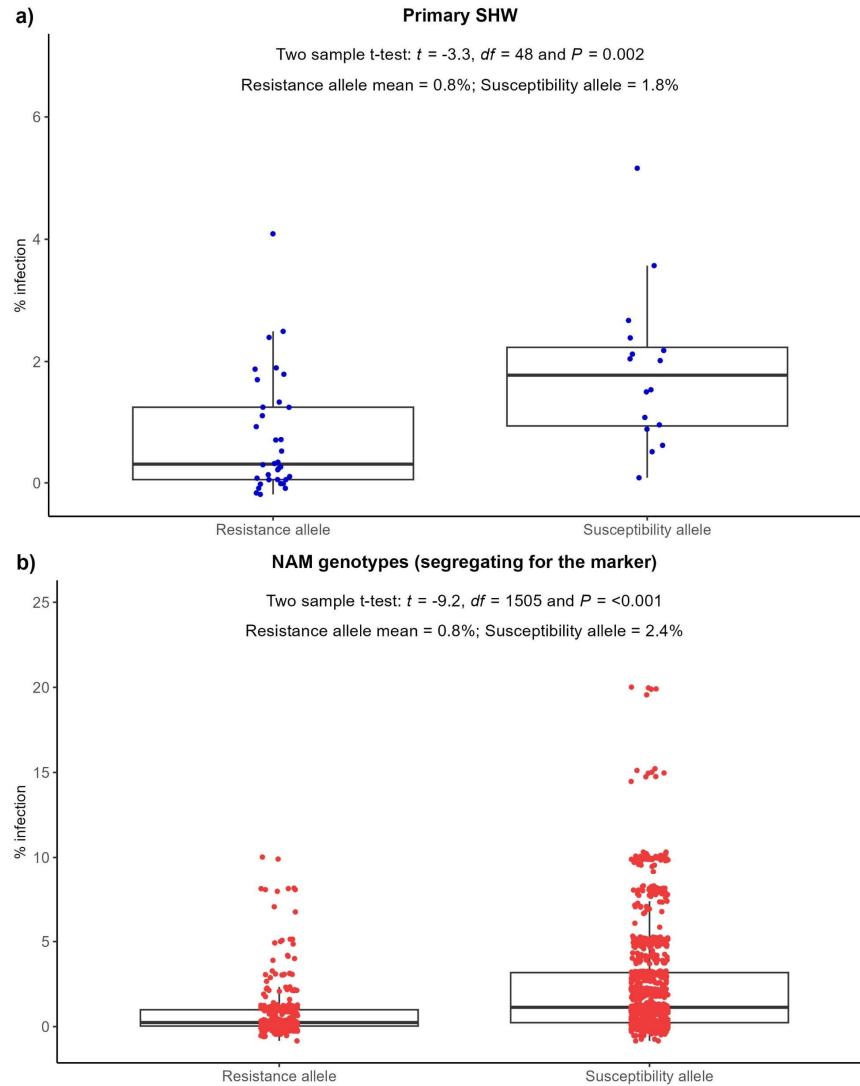 a)
Primary SHW
Two sample t-test: t = -3.3, df = 48 and P = 0.002
Resistance allele mean = 0.8%; Susceptibility allele = 1.8%
6
4
2
0
% infection
Resistance allele
Susceptibility allele
b)
NAM genotypes (segregating for the marker)
Two sample t-test: t = -9.2, df = 1505 and P = <0.001
Resistance allele mean = 0.8%; Susceptibility allele = 2.4%
25
20
15
10
5
0
% infection
Resistance allele
Susceptibility allele